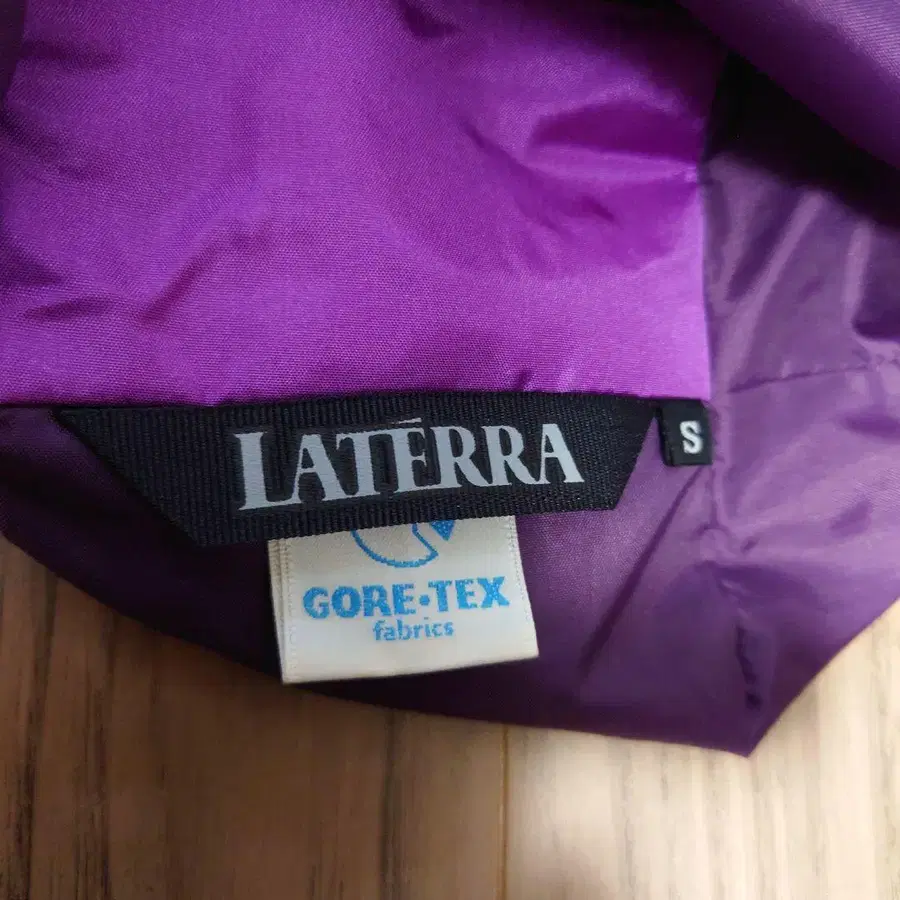 LATERRA
S
GORE-TEX
fabrics